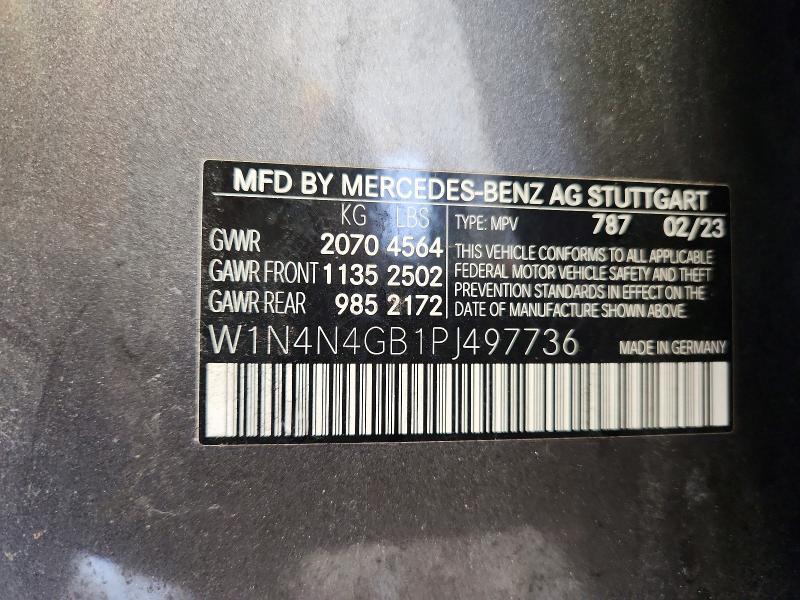 MFD BY MERCEDES-BENZ AG STUTTGART
KG LBS
GVWR 2070 4564
GAWR FRONT 1135 2502
GAWR REAR 985 2172
TYPE: MPV 787 02/23
THIS VEHICLE CONFORMS TO ALL APPLICABLE
FEDERAL MOTOR VEHICLE SAFETY AND THEFT
PREVENTION STANDARDS IN EFFECT ON THE
DATE OF MANUFACTURE SHOWN ABOVE.
W1N4N4GB1PJ497736 MADE IN GERMANY